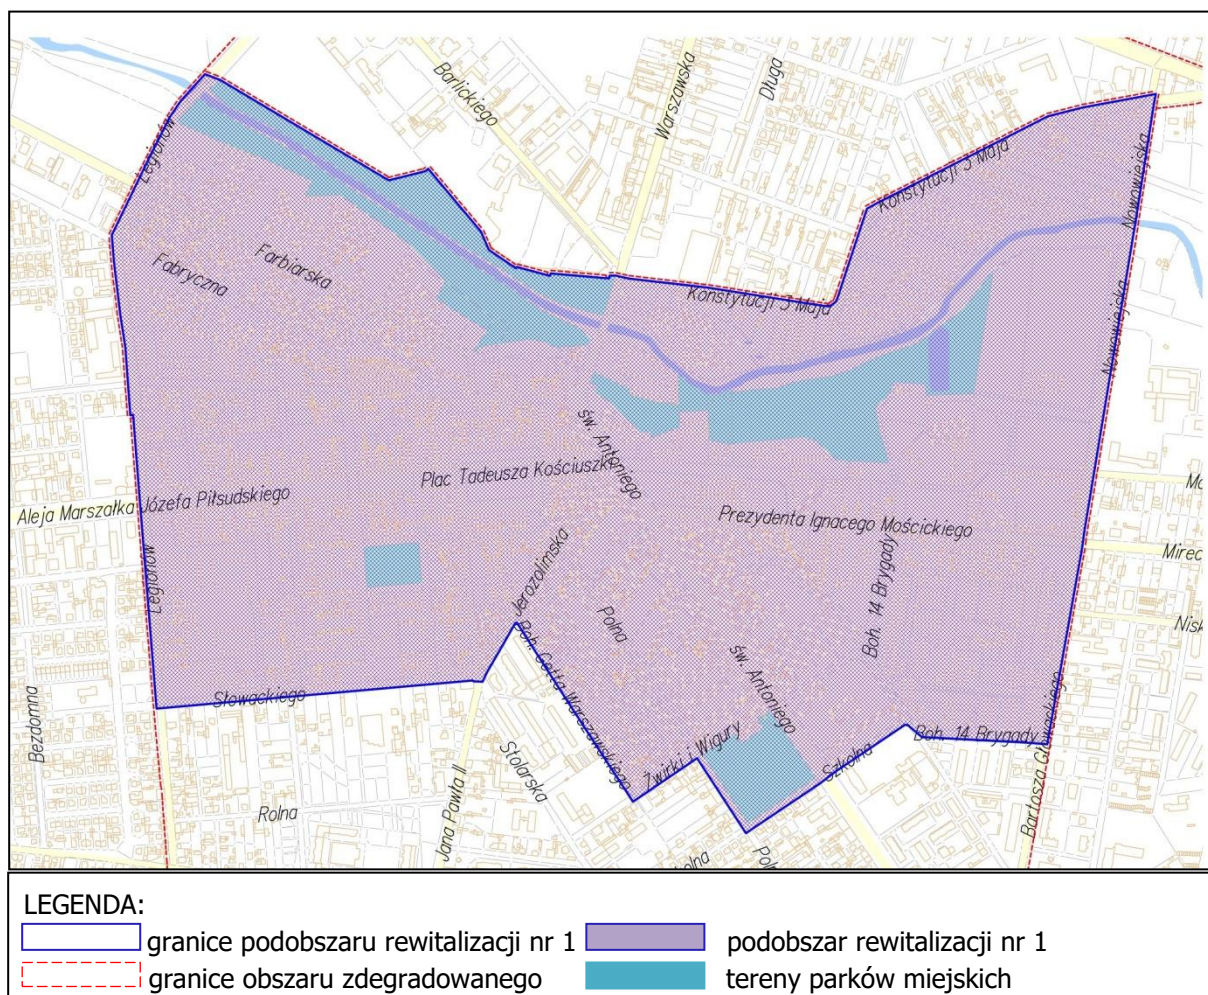 Barlickiego
Warszawska
Długa
Legionów
Konstytucji 3 Maja
Nowowiejska
Farbiarska
Fabryczna
Konstytucji 3 Maja
Nowowiejska
św. Antoniego
Plac Tadeusza Kościuszki
Aleja Marszałka Józefa Piłsudskiego
Prezydenta Ignacego Mościckiego
Mirec
Legionów
Jerozolimska
Polna
Boh. 14 Brygady
Nisk
Boh. Getta Warszawskiego
św. Antoniego
Słowackiego
Bezdomna
Stolarska
Żwirki i Wigury
Szkolna
Boh. 14 Brygady
Bartosza Głowackiego
Rolna
Jana Pawła II
LEGENDA:
granice podobszaru rewitalizacji nr 1
podobszar rewitalizacji nr 1
granice obszaru zdegradowanego
tereny parków miejskich